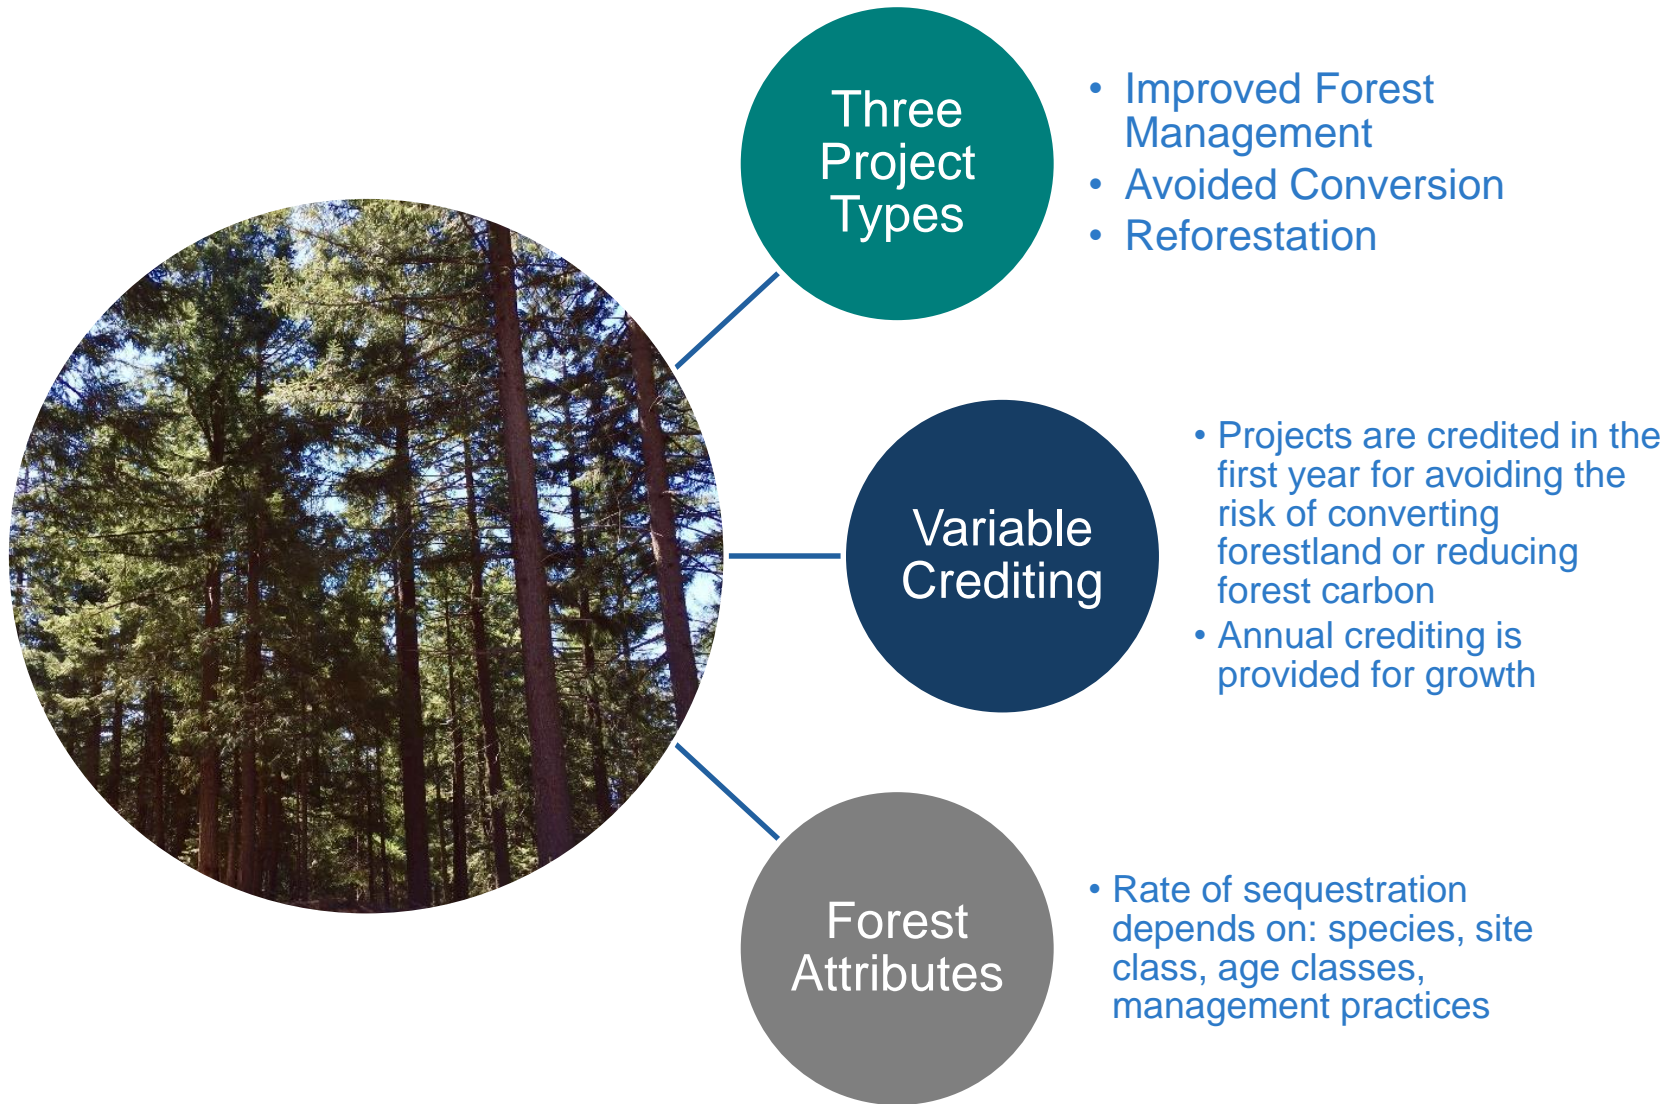 Three
Project
Types
• Improved Forest
Management
• Avoided Conversion
• Reforestation
Variable
Crediting
• Projects are credited in the
first year for avoiding the
risk of converting
forestland or reducing
forest carbon
• Annual crediting is
provided for growth
Forest
Attributes
• Rate of sequestration
depends on: species, site
class, age classes,
management practices